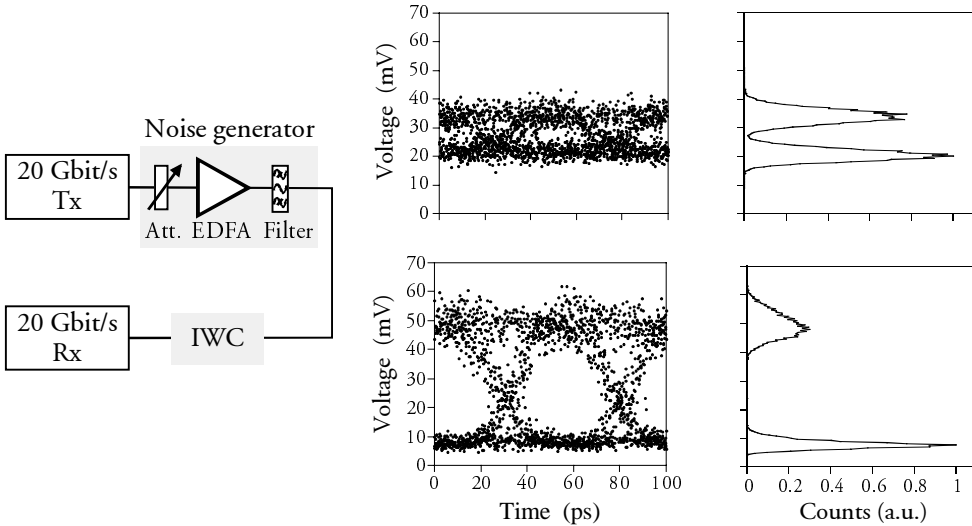 Noise generator
20 Gbit/s
Tx
Att. EDFA Filter
20 Gbit/s
Rx
IWC
Voltage (mV)
70
60
50
40
30
20
10
0
Voltage (mV)
70
60
50
40
30
20
10
0
0 20 40 60 80 100
Time (ps)
0 0.2 0.4 0.6 0.8 1
Counts (a.u.)